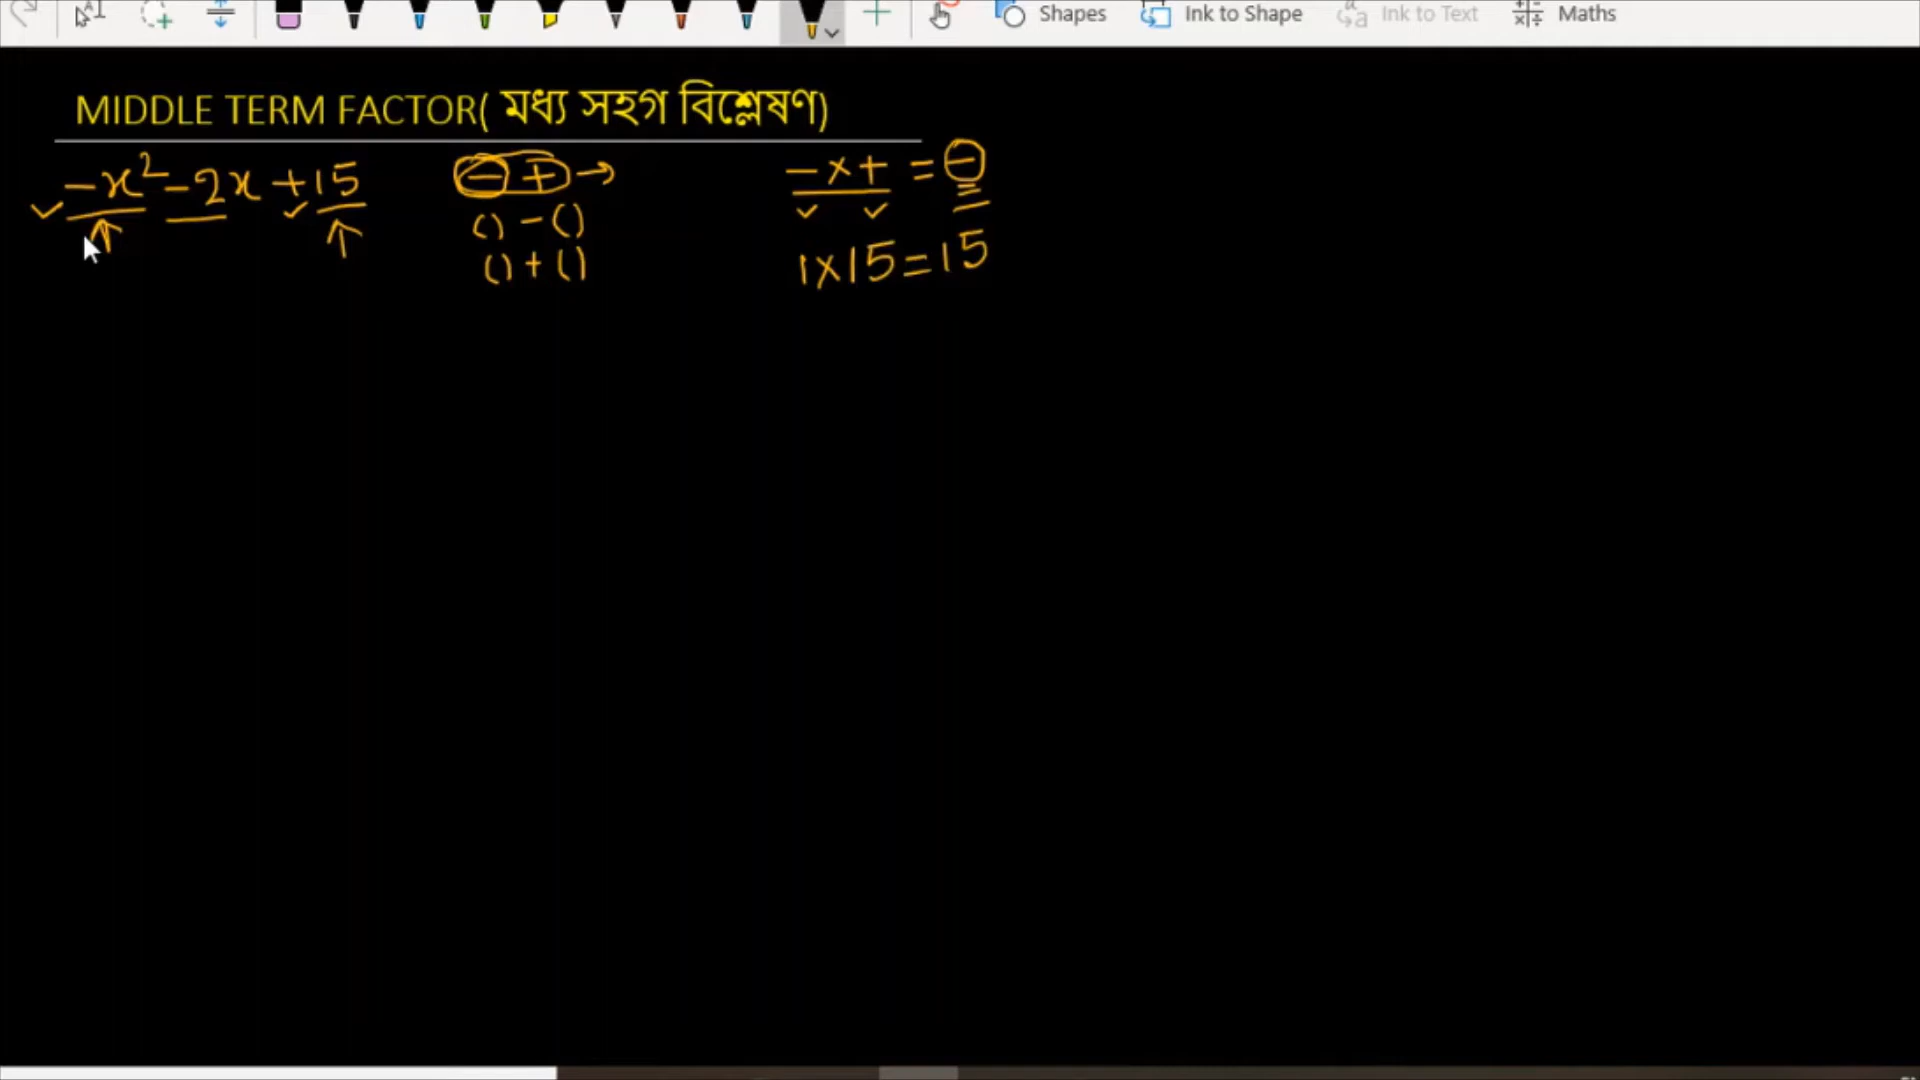 Shapes Ink to Shape Ink to Text Maths
MIDDLE TERM FACTOR( মধ্য সহগ বিশ্লেষণ)
-x² -2x +15
- + →
() - ()
() + ()
- × + = -
1×15=15